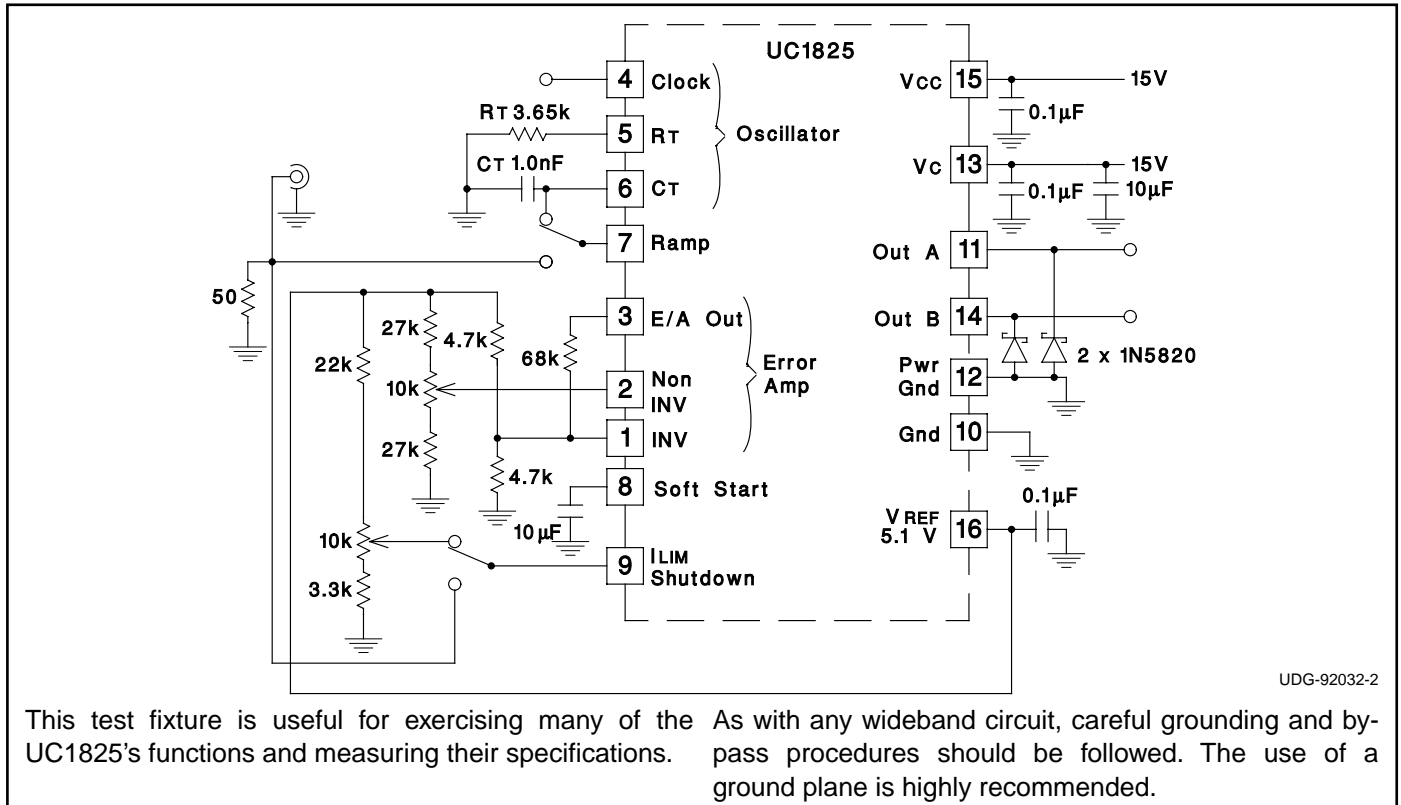 UC1825
4 Clock
RT 3.65k
5 RT
Oscillator
CT 1.0nF
6 CT
7 Ramp
50
3 E/A Out
27k
4.7k
22k
68k
Error
Amp
10k
2 Non
INV
27k
1 INV
4.7k
8 Soft Start
10µF
10k
9 ILIM
Shutdown
3.3k
Vcc 15 15V
0.1µF
Vc 13 15V
0.1µF 10µF
Out A 11
Out B 14
2 x 1N5820
Pwr
Gnd 12
Gnd 10
0.1µF
VREF
5.1 V 16
UDG-92032-2
This test fixture is useful for exercising many of the
UC1825's functions and measuring their specifications.
As with any wideband circuit, careful grounding and by-
pass procedures should be followed. The use of a
ground plane is highly recommended.